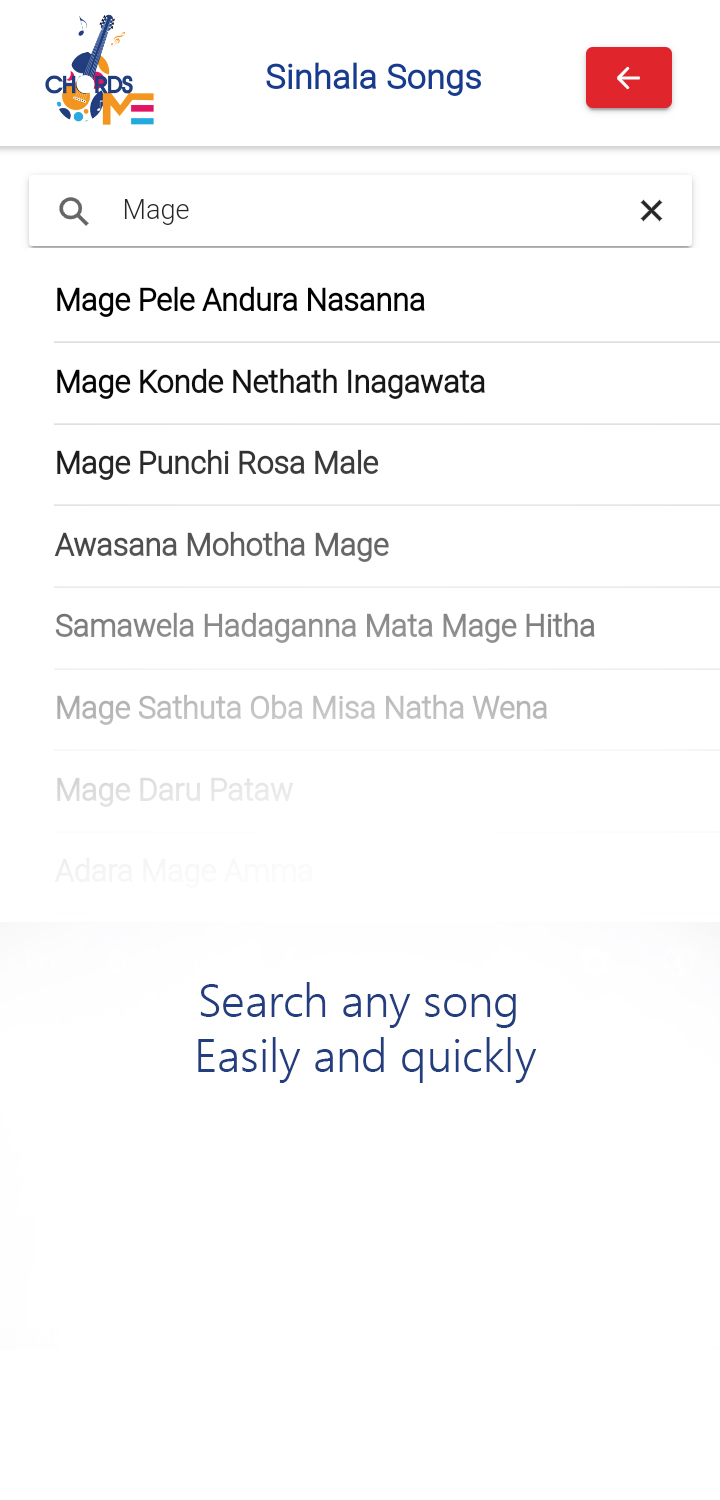 CHORDS
ME
Sinhala Songs
Mage
Mage Pele Andura Nasanna
Mage Konde Nethath Inagawata
Mage Punchi Rosa Male
Awasana Mohotha Mage
Samawela Hadaganna Mata Mage Hitha
Mage Sathuta Oba Misa Natha Wena
Mage Daru Pataw
Adara Mage Amma
Search any song
Easily and quickly